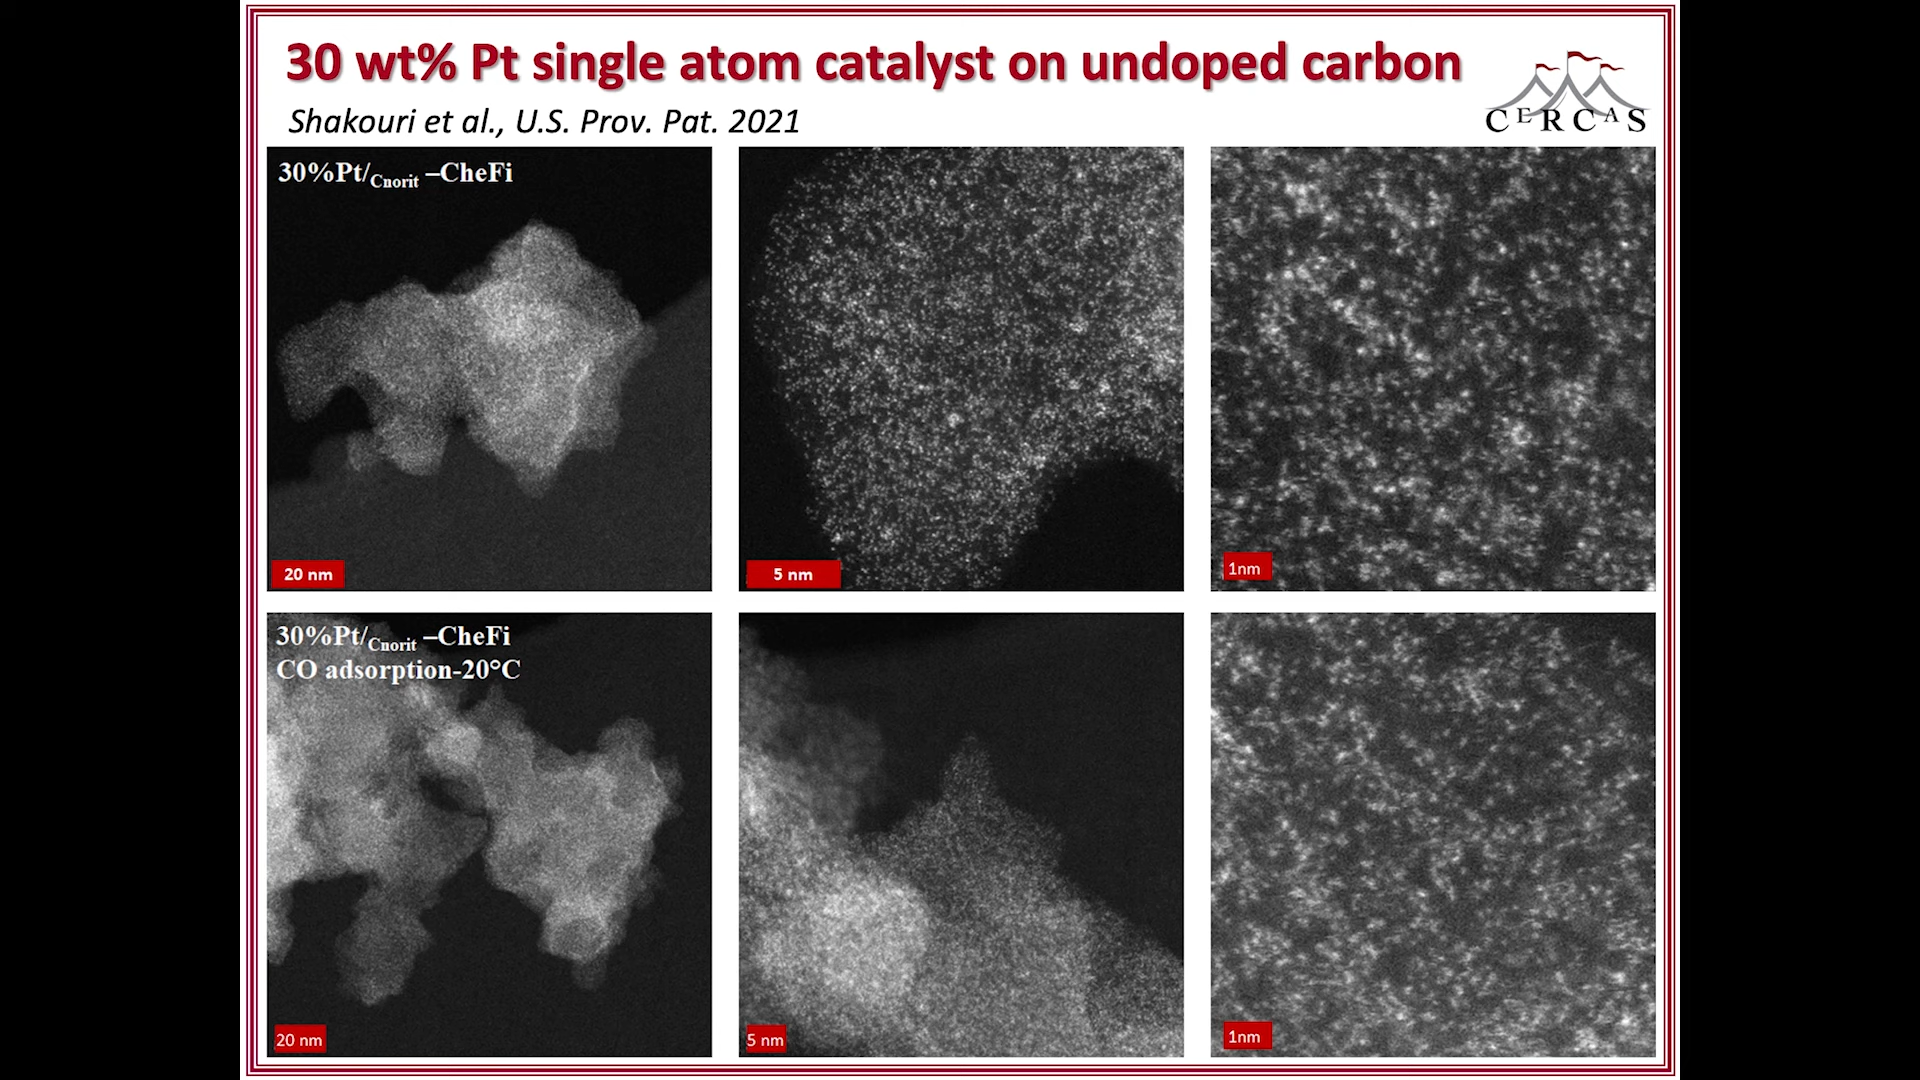 30 wt% Pt single atom catalyst on undoped carbon
Shakouri et al., U.S. Prov. Pat. 2021
CERCAS
30%Pt/Cnorit –CheFi
20 nm
5 nm
1nm
30%Pt/Cnorit –CheFi
CO adsorption-20°C
20 nm
5 nm
1nm